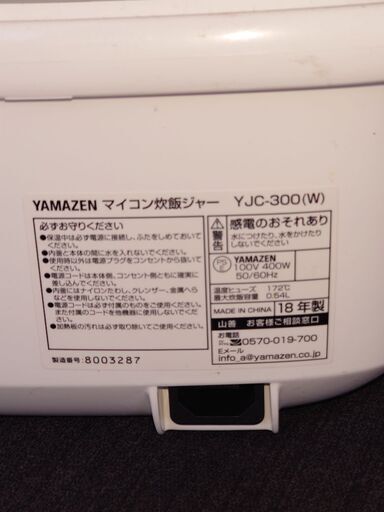 YAMAZEN マイコン炊飯ジャー YJC-300(W)
必ずお守りください
●保温中は必ず電源に接続し、ふたをしめておいて
ください。
●内釜と本体の間に水を入れないでください。
●使用時以外は電源プラグをコンセントから抜いて
ください。
●電源コードは本体側、コンセント側ともに確実に
差し込んでください。
●内釜にはナイロンたわし、クレンザー、金属へら
などを使用しないでください。
●電源コードは必ず付属のものをご使用ください。
また付属のコードを他機器に使用しないでください。
●加熱板の汚れは必ず取り除いてご使用ください。
製造番号: 8003287
警告
感電のおそれあり
水につけたり、水をかけたり
しないでください
PS E
YAMAZEN
100V 400W
50/60Hz
温度ヒューズ 172℃
最大炊飯容量 0.54L
MADE IN CHINA 18年製
山善 お客様ご相談窓口
お電話
0570-019-700
Eメール
info_a@yamazen.co.jp